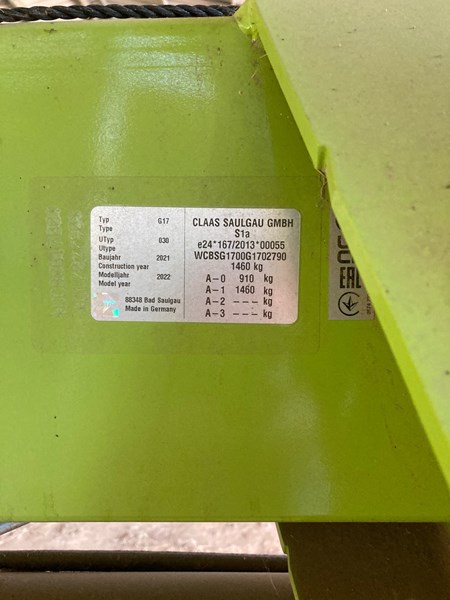 Typ G17
Type
UTyp 030
Utype
Baujahr 2021
Construction year
Modelljahr 2022
Model year
88348 Bad Saulgau
Made in Germany
CLAAS SAULGAU GMBH
S1a
e24*167/2013*00055
WCBSG1700G1702790
1460 kg
A-0 910 kg
A-1 1460 kg
A-2 --- kg
A-3 --- kg
EAC